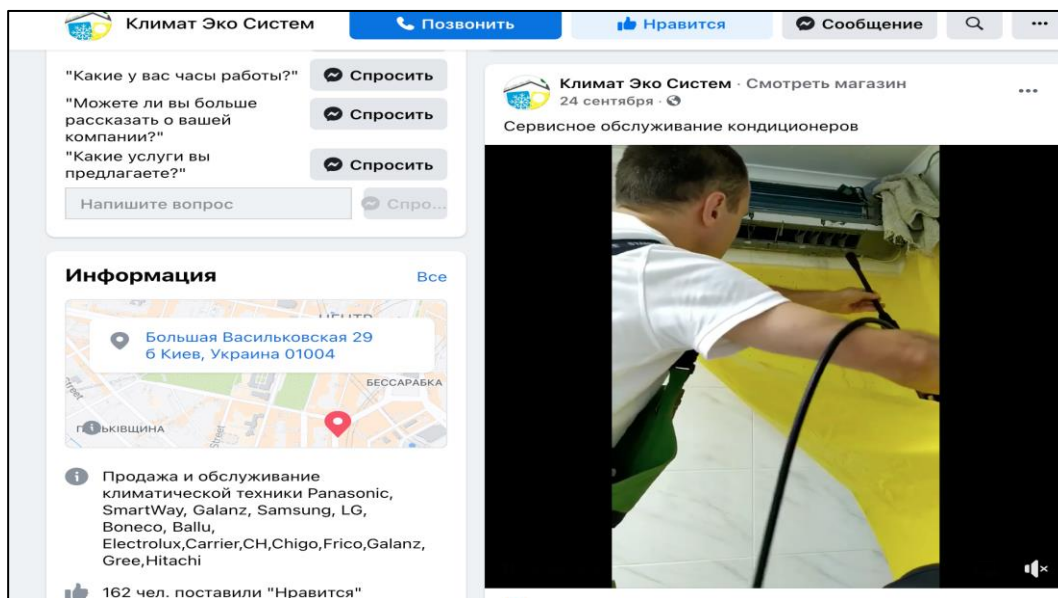 Климат Эко Систем
Позвонить
Нравится
Сообщение
"Какие у вас часы работы?"
Спросить
"Можете ли вы больше
рассказать о вашей
компании?"
Спросить
"Какие услуги вы
предлагаете?"
Спросить
Напишите вопрос
Спро...
Информация
Все
Большая Васильковская 29
б Киев, Украина 01004
БЕССАРАБКА
Street
Продажа и обслуживание
климатической техники Panasonic,
SmartWay, Galanz, Samsung, LG,
Boneco, Ballu,
Electrolux,Carrier,CH,Chigo,Frico,Galanz,
Gree,Hitachi
162 чел. поставили "Нравится"
Климат Эко Систем · Смотреть магазин
24 сентября ·
Сервисное обслуживание кондиционеров